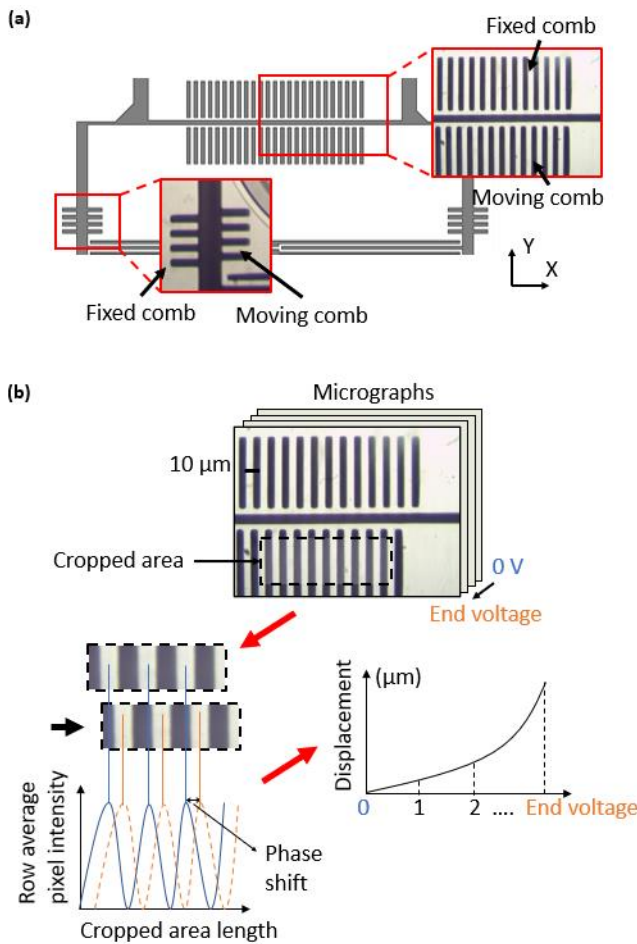 (a)
Fixed comb
Moving comb
Fixed comb
Moving comb
Y
X
(b)
Micrographs
10 µm
Cropped area
0 V
End voltage
Row average
pixel intensity
Phase
shift
Cropped area length
Displacement
(µm)
0
1
2
....
End voltage